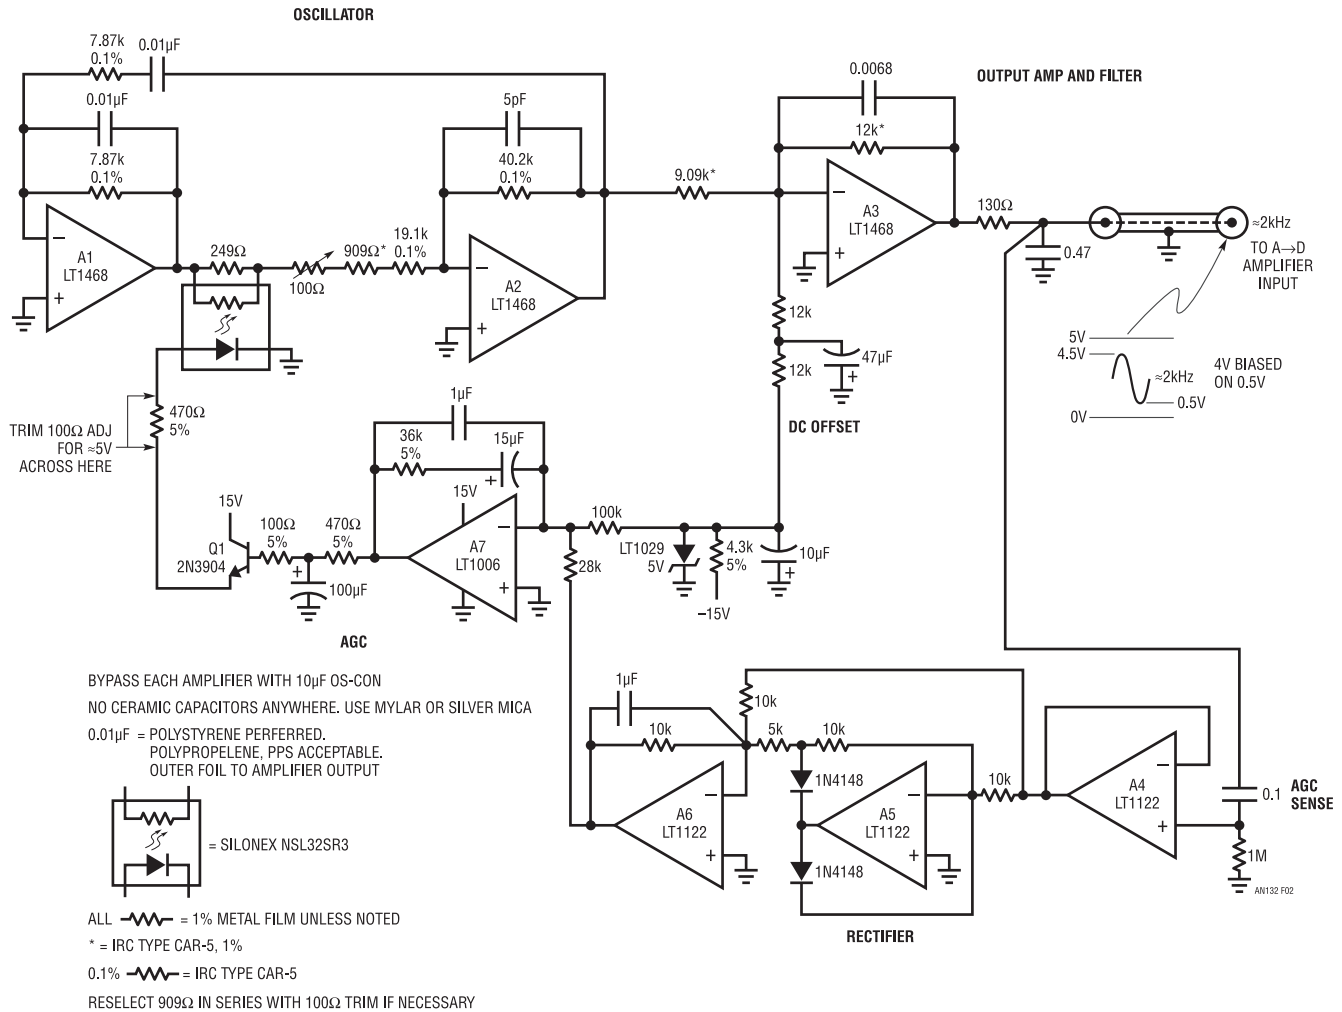 OSCILLATOR
7.87k
0.1%
0.01µF
0.01µF
7.87k
0.1%
A1
LT1468
−
+
249Ω
100Ω
909Ω*
19.1k
0.1%
5pF
40.2k
0.1%
A2
LT1468
−
+
9.09k*
0.0068
12k*
A3
LT1468
−
+
OUTPUT AMP AND FILTER
130Ω
0.47
≈2kHz
TO A→D
AMPLIFIER
INPUT
5V
4.5V
≈2kHz
0.5V
0V
4V BIASED
ON 0.5V
12k
12k
47µF
+
DC OFFSET
TRIM 100Ω ADJ
FOR ≈5V
ACROSS HERE
470Ω
5%
1µF
36k
5%
15µF
+
15V
15V
Q1
2N3904
100Ω
5%
470Ω
5%
+
100µF
A7
LT1006
−
+
AGC
100k
28k
LT1029
5V
4.3k
5%
−15V
10µF
+
BYPASS EACH AMPLIFIER WITH 10µF OS-CON
NO CERAMIC CAPACITORS ANYWHERE. USE MYLAR OR SILVER MICA
0.01µF = POLYSTYRENE PERFERRED.
POLYPROPELENE, PPS ACCEPTABLE.
OUTER FOIL TO AMPLIFIER OUTPUT
= SILONEX NSL32SR3
ALL = 1% METAL FILM UNLESS NOTED
* = IRC TYPE CAR-5, 1%
0.1% = IRC TYPE CAR-5
RESELECT 909Ω IN SERIES WITH 100Ω TRIM IF NECESSARY
1µF
10k
10k
5k
10k
1N4148
1N4148
A6
LT1122
−
+
A5
LT1122
−
+
10k
A4
LT1122
−
+
0.1
AGC
SENSE
1M
RECTIFIER
AN132 F02